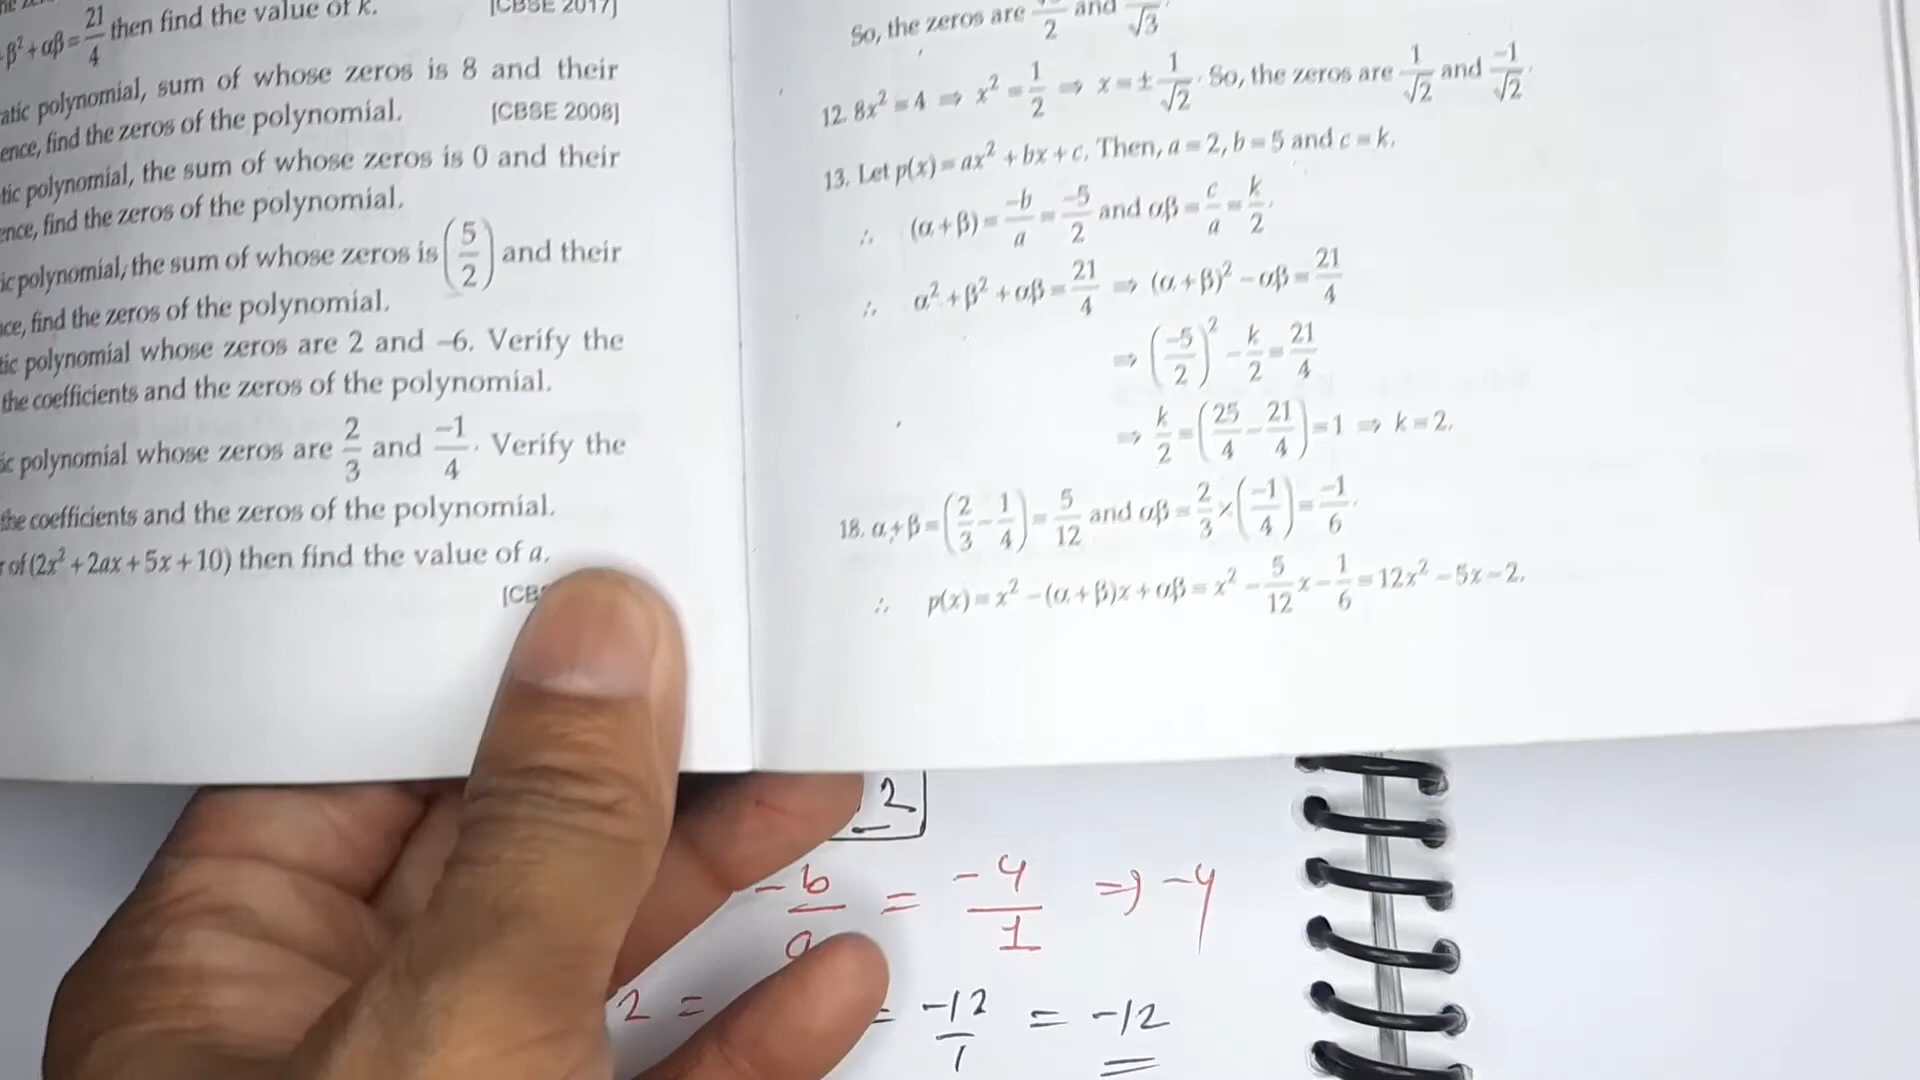 then find the value of k. [CBSE 2017]
β² + αβ = 21/4
atic polynomial, sum of whose zeros is 8 and their
ence, find the zeros of the polynomial. [CBSE 2008]
tic polynomial, the sum of whose zeros is 0 and their
ence, find the zeros of the polynomial.
ic polynomial, the sum of whose zeros is (5/2) and their
ce, find the zeros of the polynomial.
tic polynomial whose zeros are 2 and –6. Verify the
the coefficients and the zeros of the polynomial.
ic polynomial whose zeros are 2/3 and -1/4. Verify the
the coefficients and the zeros of the polynomial.
r of (2x² + 2ax + 5x + 10) then find the value of a.
[CBS
So, the zeros are /2 and /√3.
12. 8x² = 4 ⇒ x² = 1/2 ⇒ x = ± 1/√2. So, the zeros are 1/√2 and -1/√2.
13. Let p(x) = ax² + bx + c. Then, a = 2, b = 5 and c = k.
∴ (α + β) = -b/a = -5/2 and αβ = c/a = k/2.
∴ α² + β² + αβ = 21/4 ⇒ (α + β)² – αβ = 21/4
⇒ (-5/2)² – k/2 = 21/4
⇒ k/2 = (25/4 – 21/4) = 1 ⇒ k = 2.
18. α + β = (2/3 – 1/4) = 5/12 and αβ = 2/3 × (-1/4) = -1/6.
∴ p(x) = x² – (α + β)x + αβ = x² – 5/12 x – 1/6 = 12x² – 5x – 2.
2
-b/a = -4/1 ⇒ -4
2 = = -12/1 = -12